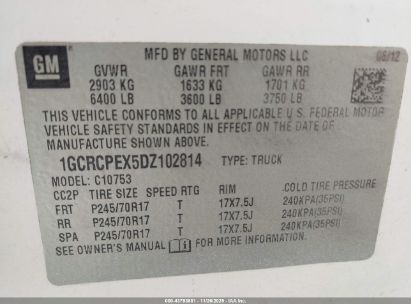 GM
MFD BY GENERAL MOTORS LLC 06/12
GVWR GAWR FRT GAWR RR
2903 KG 1633 KG 1701 KG
6400 LB 3600 LB 3750 LB
THIS VEHICLE CONFORMS TO ALL APPLICABLE U.S. FEDERAL MOTOR
VEHICLE SAFETY STANDARDS IN EFFECT ON THE DATE OF
MANUFACTURE SHOWN ABOVE.
1GCRCPEX5DZ102814 TYPE: TRUCK
MODEL: C10753
CC2P TIRE SIZE SPEED RTG RIM COLD TIRE PRESSURE
FRT P245/70R17 T 17X7.5J 240KPA(35PSI)
RR P245/70R17 T 17X7.5J 240KPA(35PSI)
SPA P245/70R17 T 17X7.5J 240KPA(35PSI)
SEE OWNER'S MANUAL FOR MORE INFORMATION.